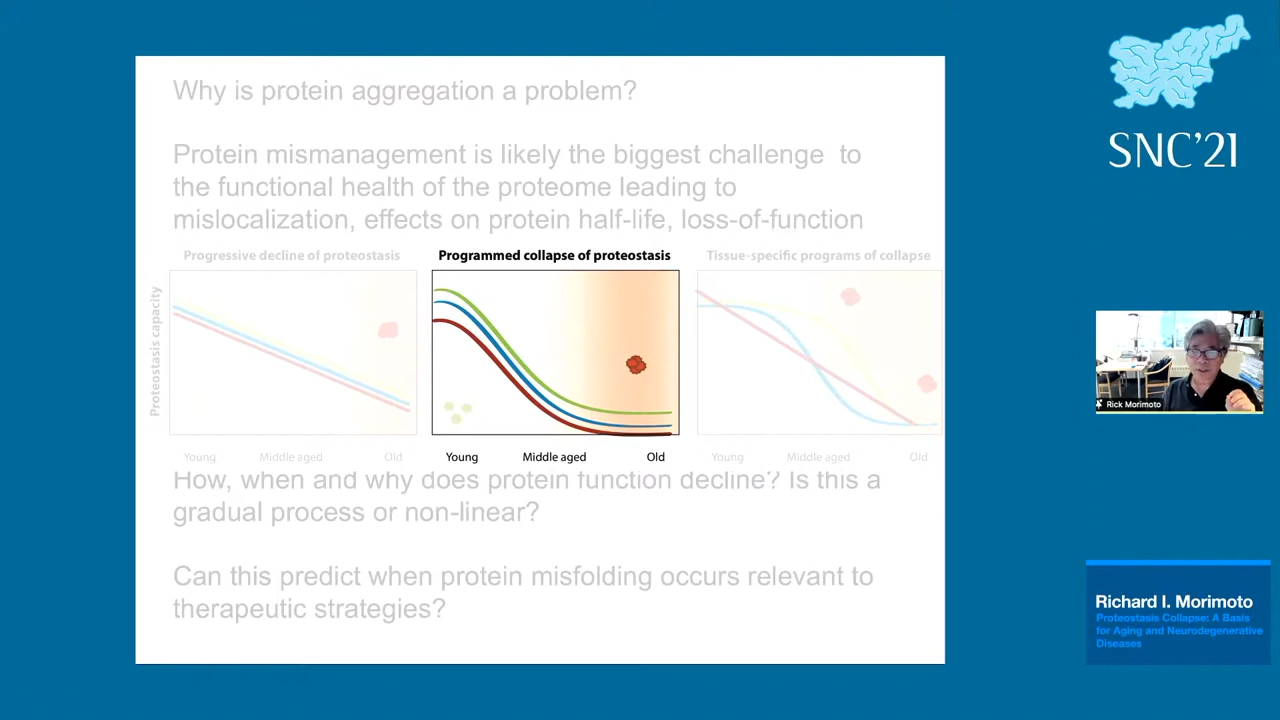 Why is protein aggregation a problem?
Protein mismanagement is likely the biggest challenge to
the functional health of the proteome leading to
mislocalization, effects on protein half-life, loss-of-function
Progressive decline of proteostasis
Programmed collapse of proteostasis
Tissue-specific programs of collapse
Proteostasis capacity
Young Middle aged Old
Young Middle aged Old
Young Middle aged Old
How, when and why does protein function decline? Is this a
gradual process or non-linear?
Can this predict when protein misfolding occurs relevant to
therapeutic strategies?
SNC'21
Rick Morimoto
Richard I. Morimoto
Proteostasis Collapse: A Basis
for Aging and Neurodegenerative
Diseases